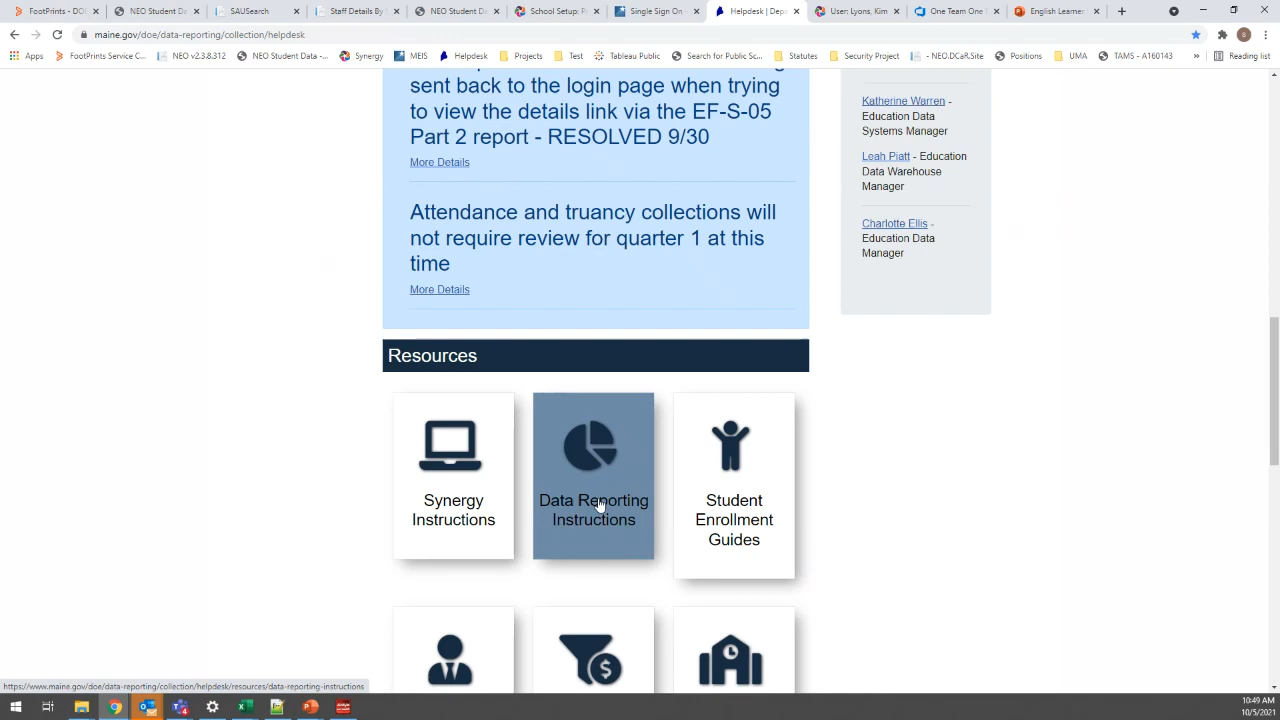 FootPrints - DO
NEO Student Di
SAUSearch
Staff Details By
NEO Student D
School Setup: P
Single Sign On
Helpdesk | Dep
User: Lyons, Kim
One Team One
English Learner
maine.gov/doe/data-reporting/collection/helpdesk
Apps
FootPrints Service C...
NEO v2.3.8.312
NEO Student Data -...
Synergy
MEIS
Helpdesk
Projects
Test
Tableau Public
Search for Public Sc...
Statutes
Security Project
- NEO.DCaR.Site
Positions
UMA
TAMS - A160143
»
Reading list
sent back to the login page when trying
to view the details link via the EF-S-05
Part 2 report - RESOLVED 9/30
More Details
Attendance and truancy collections will
not require review for quarter 1 at this
time
More Details
Katherine Warren -
Education Data
Systems Manager
Leah Piatt - Education
Data Warehouse
Manager
Charlotte Ellis -
Education Data
Manager
Resources
Synergy
Instructions
Data Reporting
Instructions
Student
Enrollment
Guides
https://www.maine.gov/doe/data-reporting/collection/helpdesk/resources/data-reporting-instructions
10:49 AM
10/5/2021